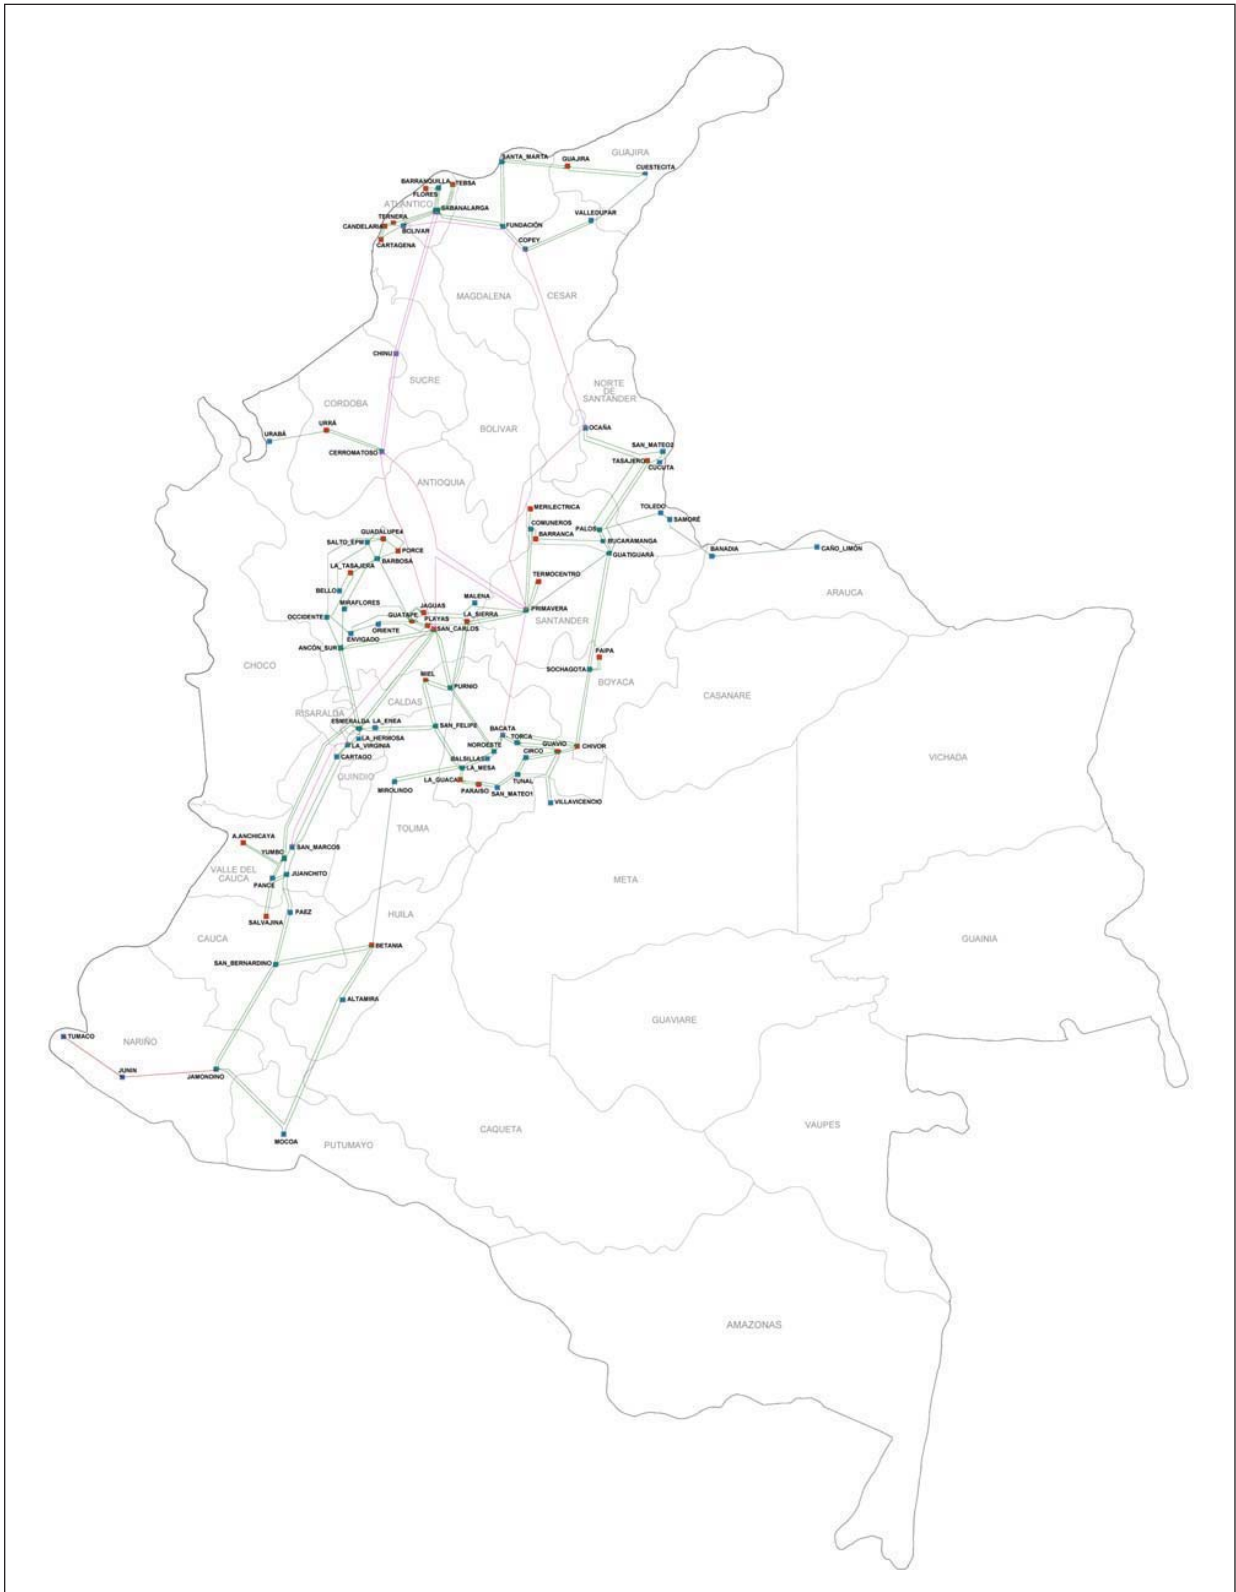 GUAJIRA
SANTA_MARTA
GUAJIRA
CUESTECITA
BARRANQUILLA
TEBSA
FLORES
ATLANTICO
SABANALARGA
TERNERA
CANDELARIA
BOLIVAR
CARTAGENA
FUNDACIÓN
VALLEDUPAR
COPEY
MAGDALENA
CESAR
CHINU
SUCRE
CORDOBA
NORTE
DE
SANTANDER
URRÁ
URABÁ
BOLIVAR
OCAÑA
CERROMATOSO
SAN_MATEO2
TASAJERO
CUCUTA
ANTIOQUIA
MERILECTRICA
TOLEDO
SAMORÉ
COMUNEROS
BARRANCA
PALOS
BUCARAMANGA
GUATIGUARÁ
BANADIA
CAÑO_LIMÓN
GUADALUPE4
SALTO_EPM
PORCE
BARBOSA
LA_TASAJERA
TERMOCENTRO
ARAUCA
BELLO
MIRAFLORES
MALENA
JAGUAS
GUATAPE
LA_SIERRA
PRIMAVERA
OCCIDENTE
PLAYAS
ORIENTE
SAN_CARLOS
SANTANDER
ENVIGADO
ANCÓN_SUR
PAIPA
SOCHAGOTA
CHOCO
MIEL
PURNIO
BOYACA
CASANARE
CALDAS
RISARALDA
ESMERALDA
LA_ENEA
SAN_FELIPE
BACATA
TORCA
LA_HERMOSA
LA_VIRGINIA
NOROESTE
GUAVIO
CHIVOR
CARTAGO
BALSILLAS
CIRCO
VICHADA
LA_MESA
QUINDIO
MIROLINDO
LA_GUACA
PARAISO
TUNAL
SAN_MATEO1
VILLAVICENCIO
TOLIMA
A.ANCHICAYA
YUMBO
SAN_MARCOS
VALLE DEL
CAUCA
JUANCHITO
PANCE
META
SALVAJINA
PAEZ
HUILA
CAUCA
GUAINIA
BETANIA
SAN_BERNARDINO
ALTAMIRA
GUAVIARE
TUMACO
NARIÑO
JUNIN
JAMONDINO
CAQUETA
VAUPES
MOCOA
PUTUMAYO
AMAZONAS